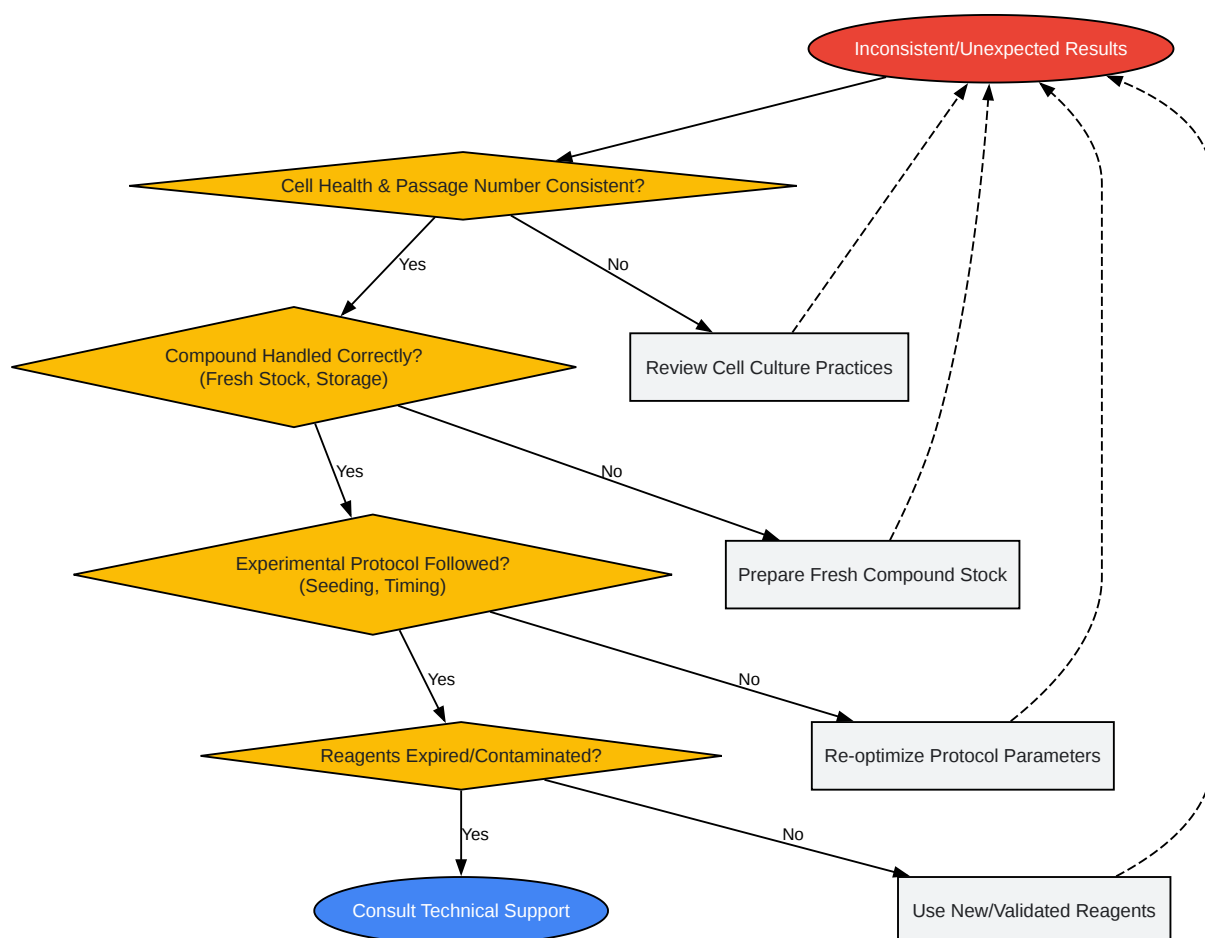 Inconsistent/Unexpected Results
Cell Health & Passage Number Consistent?
Yes
No
Compound Handled Correctly?
(Fresh Stock, Storage)
Review Cell Culture Practices
Yes
No
Experimental Protocol Followed?
(Seeding, Timing)
Prepare Fresh Compound Stock
Yes
No
Reagents Expired/Contaminated?
Re-optimize Protocol Parameters
Yes
No
Consult Technical Support
Use New/Validated Reagents